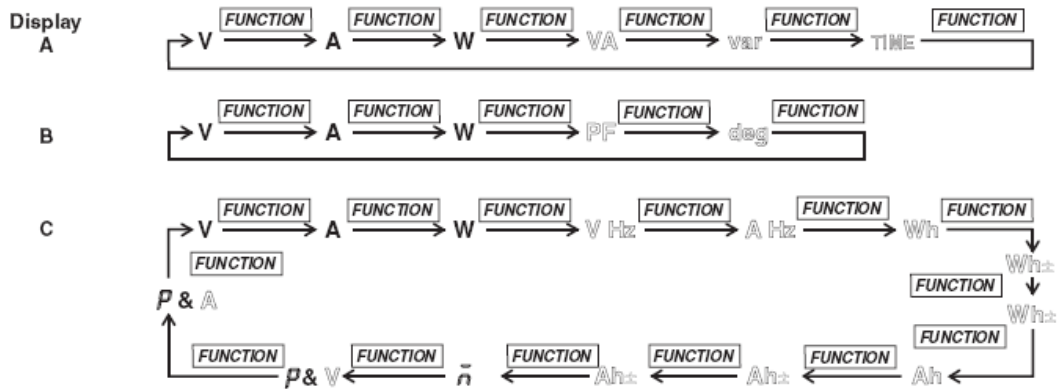 Display
FUNCTION FUNCTION FUNCTION FUNCTION FUNCTION FUNCTION
A V A W VA var TIME
FUNCTION FUNCTION FUNCTION FUNCTION FUNCTION
B V A W PF deg
FUNCTION FUNCTION FUNCTION FUNCTION FUNCTION FUNCTION
C V A W V Hz A Hz Wh
FUNCTION Wh±
FUNCTION
P & A Wh±
FUNCTION
FUNCTION FUNCTION FUNCTION FUNCTION FUNCTION
P & V n̄ Ah± Ah± Ah